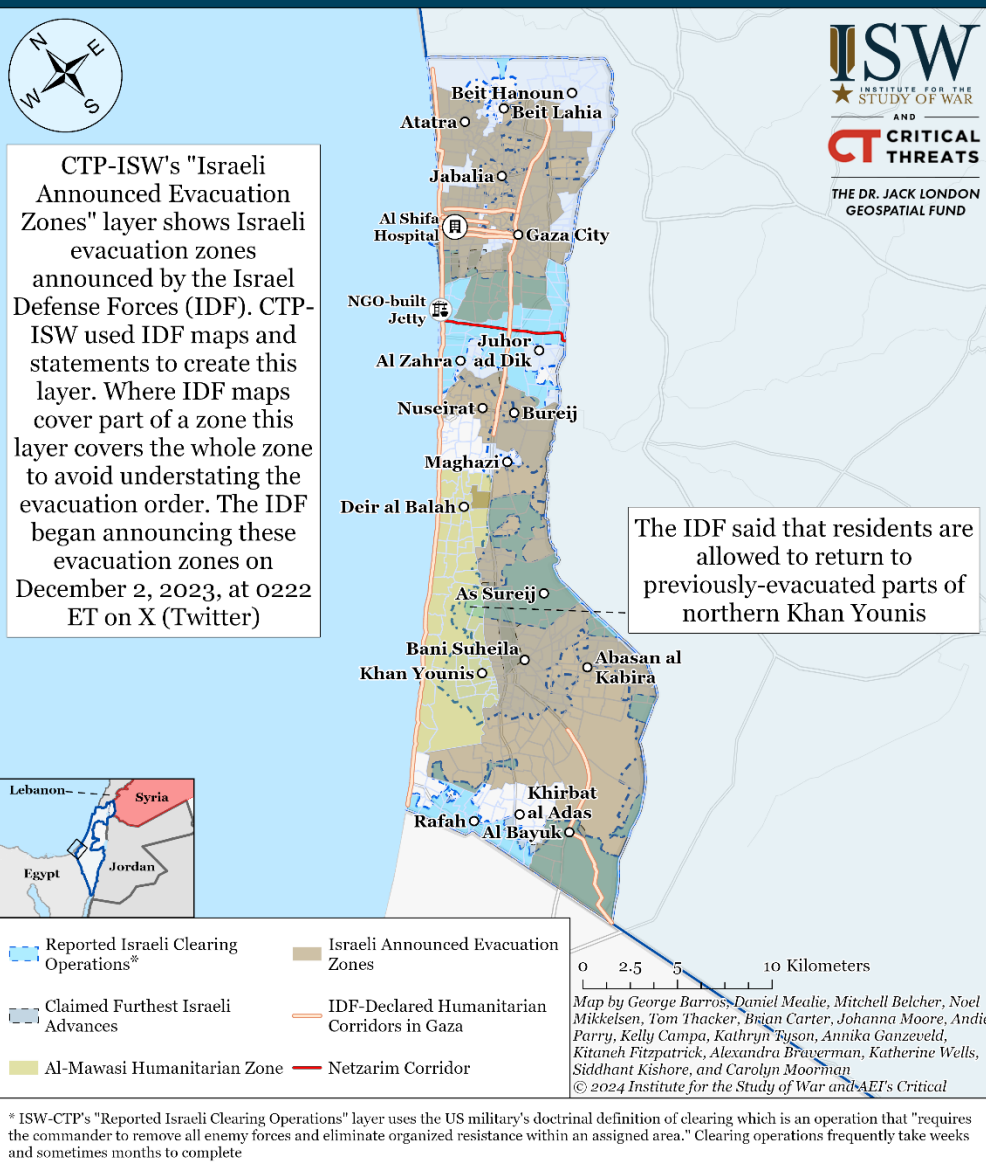 N
E
W
S
ISW
INSTITUTE FOR THE
STUDY OF WAR
AND
CT CRITICAL
THREATS
THE DR. JACK LONDON
GEOSPATIAL FUND
CTP-ISW's "Israeli
Announced Evacuation
Zones" layer shows Israeli
evacuation zones
announced by the Israel
Defense Forces (IDF). CTP-
ISW used IDF maps and
statements to create this
layer. Where IDF maps
cover part of a zone this
layer covers the whole zone
to avoid understating the
evacuation order. The IDF
began announcing these
evacuation zones on
December 2, 2023, at 0222
ET on X (Twitter)
Beit Hanoun
Beit Lahia
Atatra
Jabalia
Al Shifa
Hospital
Gaza City
NGO-built
Jetty
Juhor
ad Dik
Al Zahra
Nuseirat
Bureij
Maghazi
Deir al Balah
The IDF said that residents are
allowed to return to
previously-evacuated parts of
northern Khan Younis
As Sureij
Bani Suheila
Abasan al
Kabira
Khan Younis
Khirbat
al Adas
Rafah
Al Bayuk
Lebanon
Syria
Jordan
Egypt
Reported Israeli Clearing
Operations*
Claimed Furthest Israeli
Advances
Al-Mawasi Humanitarian Zone
Israeli Announced Evacuation
Zones
IDF-Declared Humanitarian
Corridors in Gaza
Netzarim Corridor
0 2.5 5 10 Kilometers
Map by George Barros, Daniel Mealie, Mitchell Belcher, Noel
Mikkelsen, Tom Thacker, Brian Carter, Johanna Moore, Andie
Parry, Kelly Campa, Kathryn Tyson, Annika Ganzeveld,
Kitaneh Fitzpatrick, Alexandra Braverman, Katherine Wells,
Siddhant Kishore, and Carolyn Moorman
© 2024 Institute for the Study of War and AEI's Critical
* ISW-CTP's "Reported Israeli Clearing Operations" layer uses the US military's doctrinal definition of clearing which is an operation that "requires
the commander to remove all enemy forces and eliminate organized resistance within an assigned area." Clearing operations frequently take weeks
and sometimes months to complete